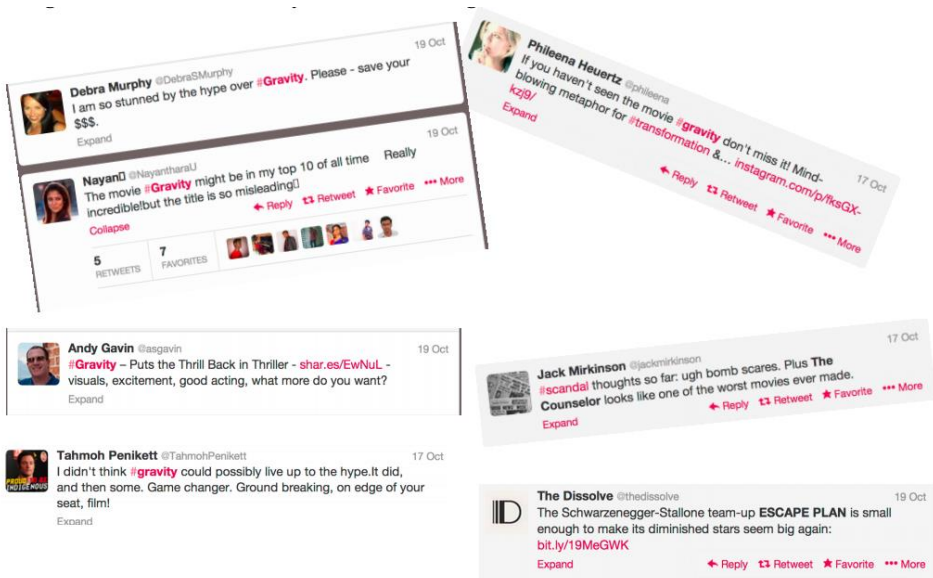 19 Oct
Debra Murphy @DebraSMurphy
I am so stunned by the hype over #Gravity. Please - save your
$$$.
Expand
19 Oct
Nayan @NayantharaU
The movie #Gravity might be in my top 10 of all time Really
incredible!but the title is so misleading
Reply Retweet Favorite More
Collapse
5 RETWEETS
7 FAVORITES
Phileena Heuertz @phileena
17 Oct
If you haven't seen the movie #gravity don't miss it! Mind-
blowing metaphor for #transformation &... instagram.com/p/fksGX-
kzj9/
Expand
Reply Retweet Favorite More
Andy Gavin @asgavin 19 Oct
#Gravity – Puts the Thrill Back in Thriller - shar.es/EwNuL -
visuals, excitement, good acting, what more do you want?
Expand
17 Oct
Jack Mirkinson @jackmirkinson
#scandal thoughts so far: ugh bomb scares. Plus The
Counselor looks like one of the worst movies ever made.
Expand Reply Retweet Favorite More
Tahmoh Penikett @TahmohPenikett 17 Oct
I didn't think #gravity could possibly live up to the hype.It did,
and then some. Game changer. Ground breaking, on edge of your
seat, film!
Expand
PROUD
INDIGENOUS
The Dissolve @thedissolve 19 Oct
The Schwarzenegger-Stallone team-up ESCAPE PLAN is small
enough to make its diminished stars seem big again:
bit.ly/19MeGWK
Expand Reply Retweet Favorite More